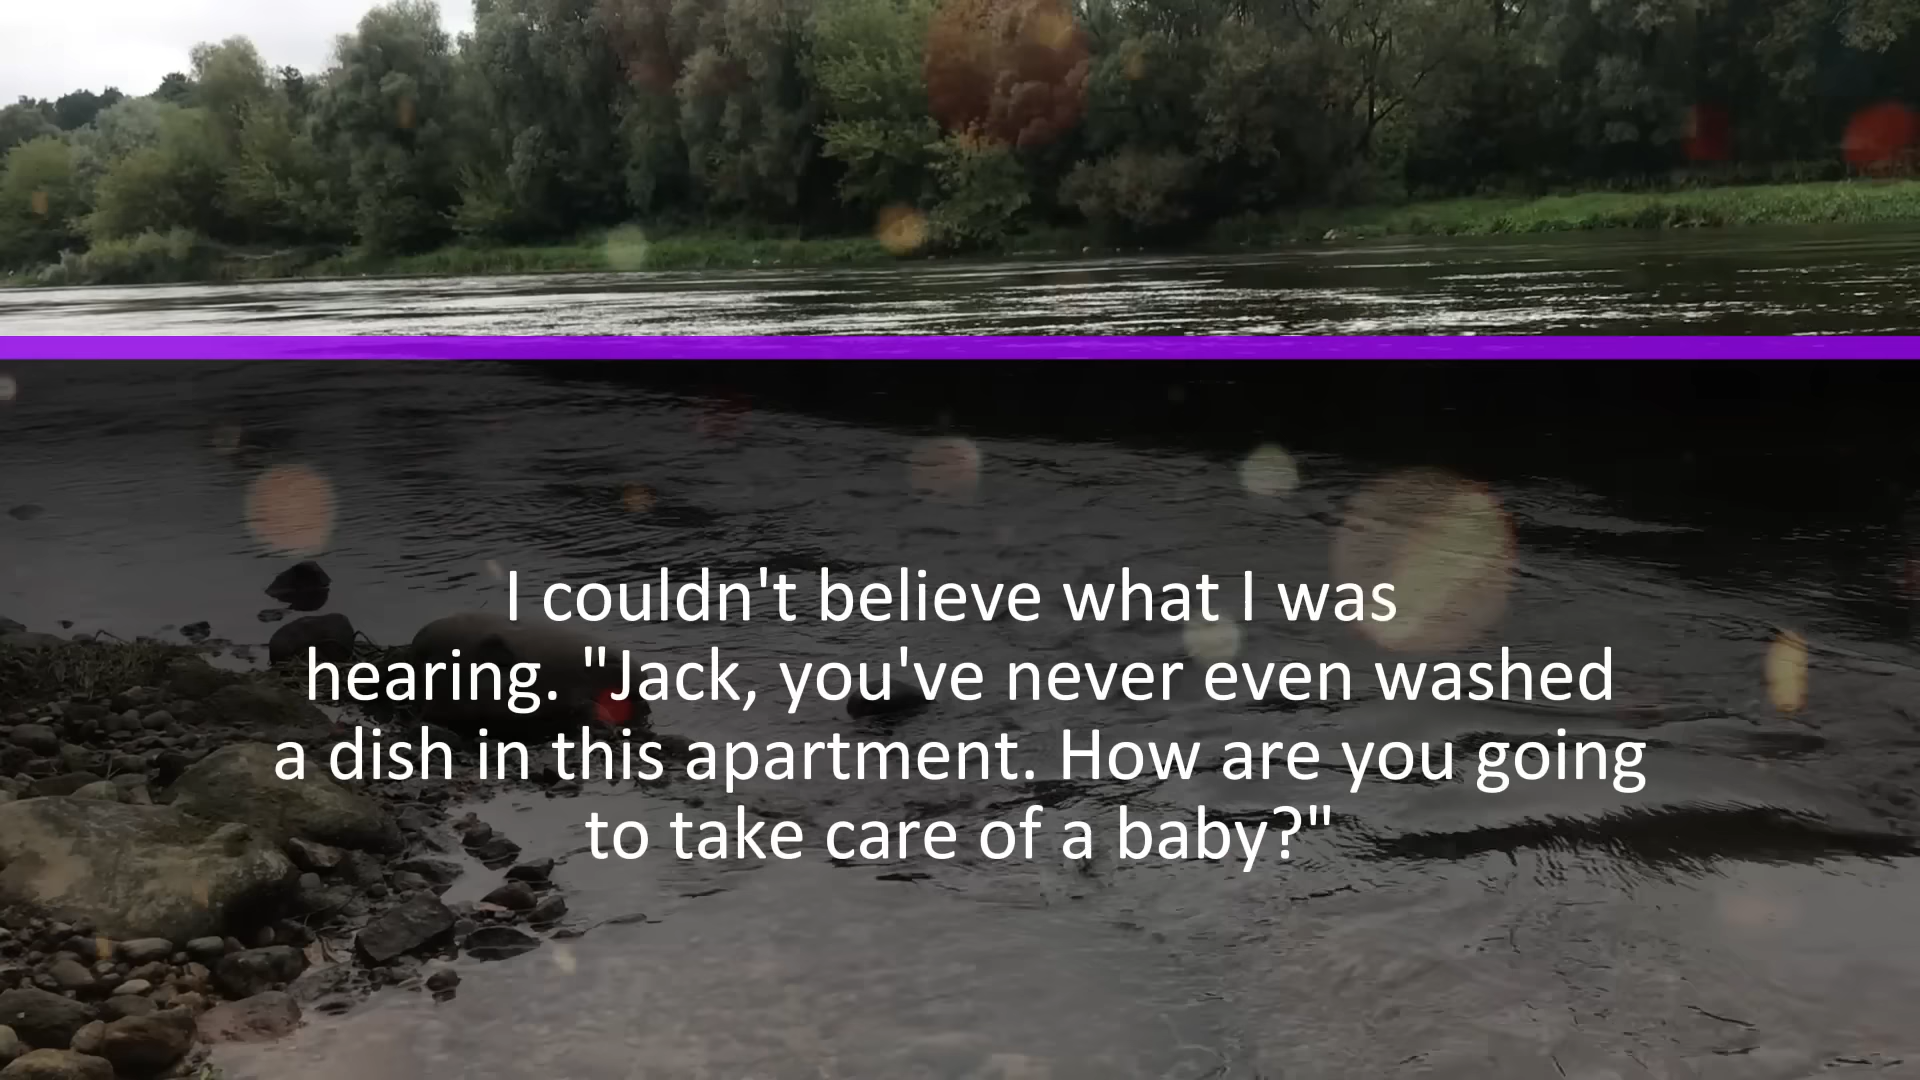 I couldn't believe what I was
hearing. "Jack, you've never even washed
a dish in this apartment. How are you going
to take care of a baby?"